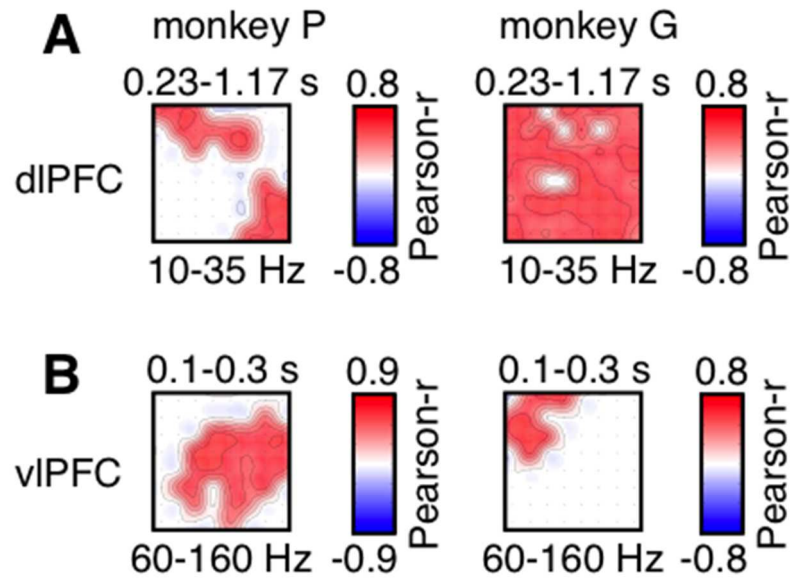 A
monkey P
monkey G
0.23-1.17 s
0.8
0.23-1.17 s
0.8
dlPFC
Pearson-r
Pearson-r
10-35 Hz
-0.8
10-35 Hz
-0.8
B
0.1-0.3 s
0.9
0.1-0.3 s
0.8
vlPFC
Pearson-r
Pearson-r
60-160 Hz
-0.9
60-160 Hz
-0.8